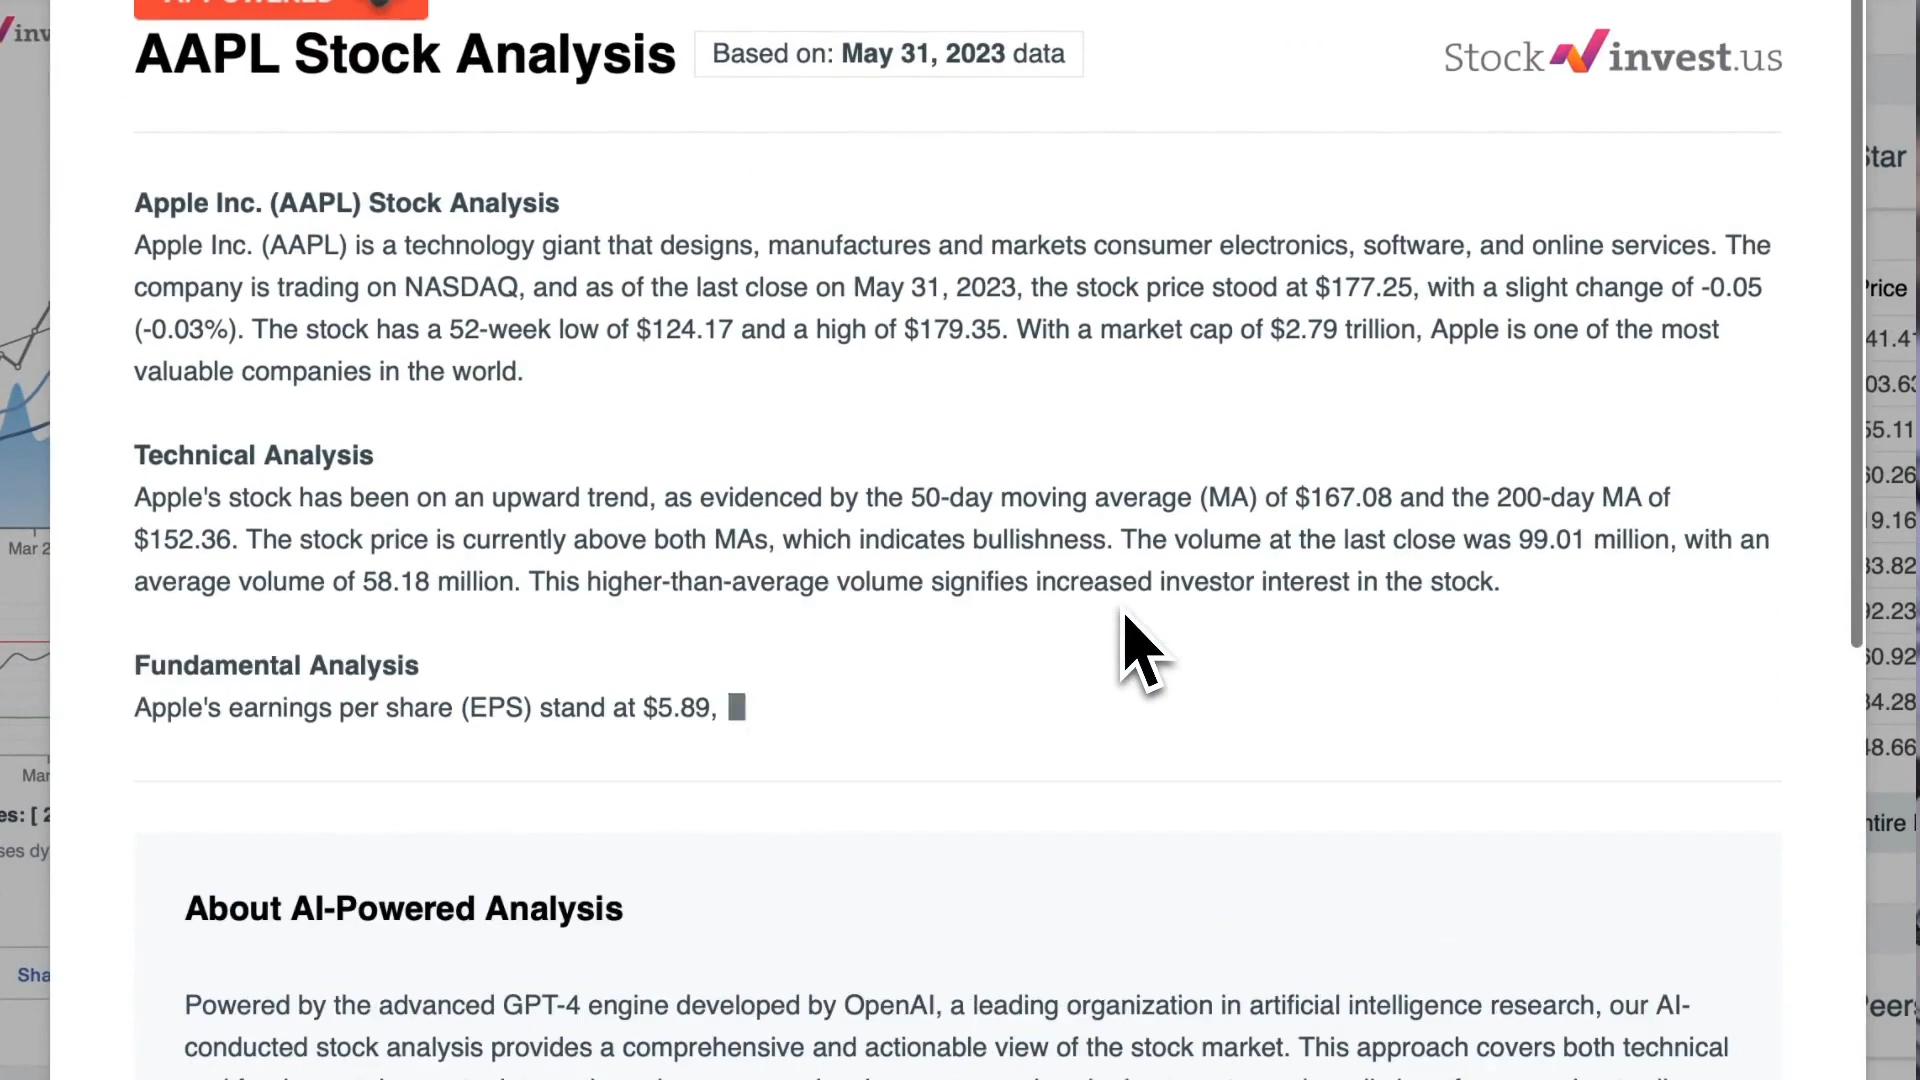 AAPL Stock Analysis
Based on: May 31, 2023 data
Stockinvest.us
Apple Inc. (AAPL) Stock Analysis
Apple Inc. (AAPL) is a technology giant that designs, manufactures and markets consumer electronics, software, and online services. The
company is trading on NASDAQ, and as of the last close on May 31, 2023, the stock price stood at $177.25, with a slight change of -0.05
(-0.03%). The stock has a 52-week low of $124.17 and a high of $179.35. With a market cap of $2.79 trillion, Apple is one of the most
valuable companies in the world.
Technical Analysis
Apple's stock has been on an upward trend, as evidenced by the 50-day moving average (MA) of $167.08 and the 200-day MA of
$152.36. The stock price is currently above both MAs, which indicates bullishness. The volume at the last close was 99.01 million, with an
average volume of 58.18 million. This higher-than-average volume signifies increased investor interest in the stock.
Fundamental Analysis
Apple's earnings per share (EPS) stand at $5.89,
About AI-Powered Analysis
Powered by the advanced GPT-4 engine developed by OpenAI, a leading organization in artificial intelligence research, our AI-
conducted stock analysis provides a comprehensive and actionable view of the stock market. This approach covers both technical